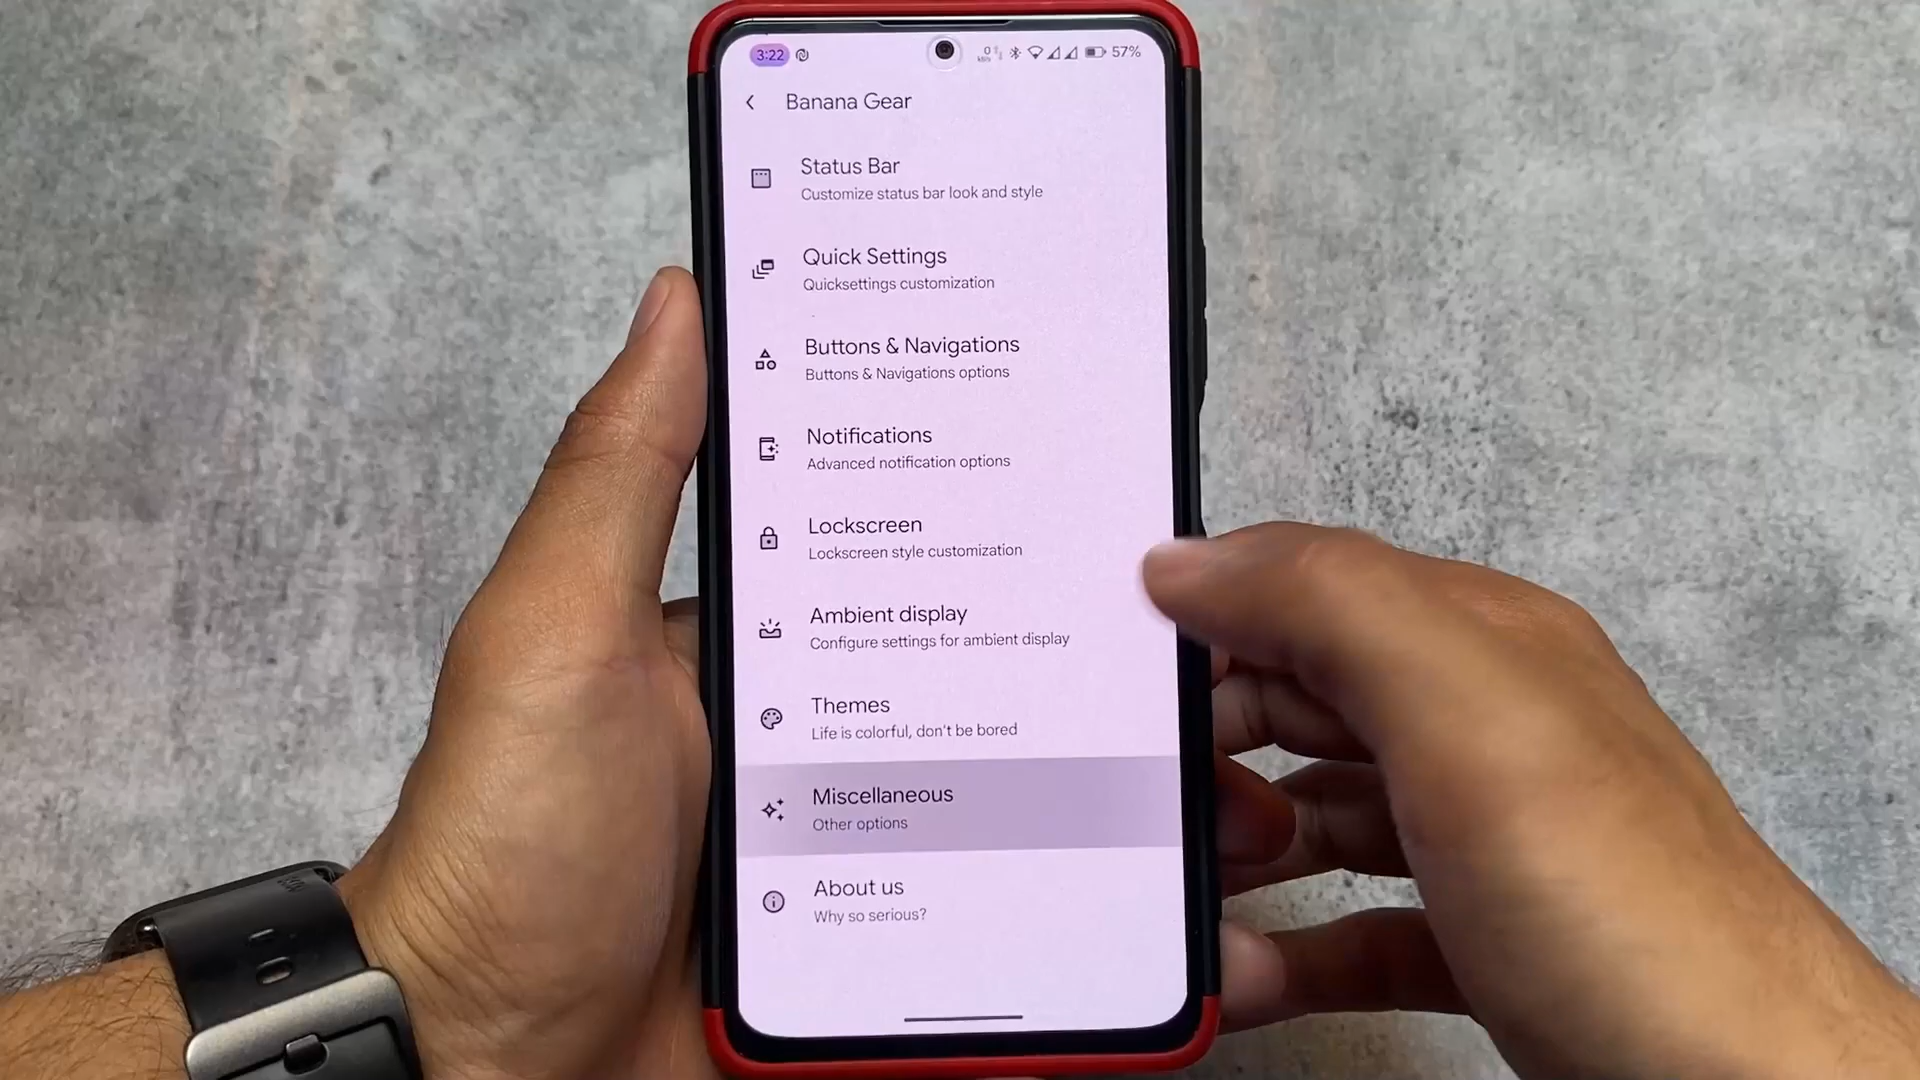 3:22
57%
Banana Gear
Status Bar
Customize status bar look and style
Quick Settings
Quicksettings customization
Buttons & Navigations
Buttons & Navigations options
Notifications
Advanced notification options
Lockscreen
Lockscreen style customization
Ambient display
Configure settings for ambient display
Themes
Life is colorful, don't be bored
Miscellaneous
Other options
About us
Why so serious?